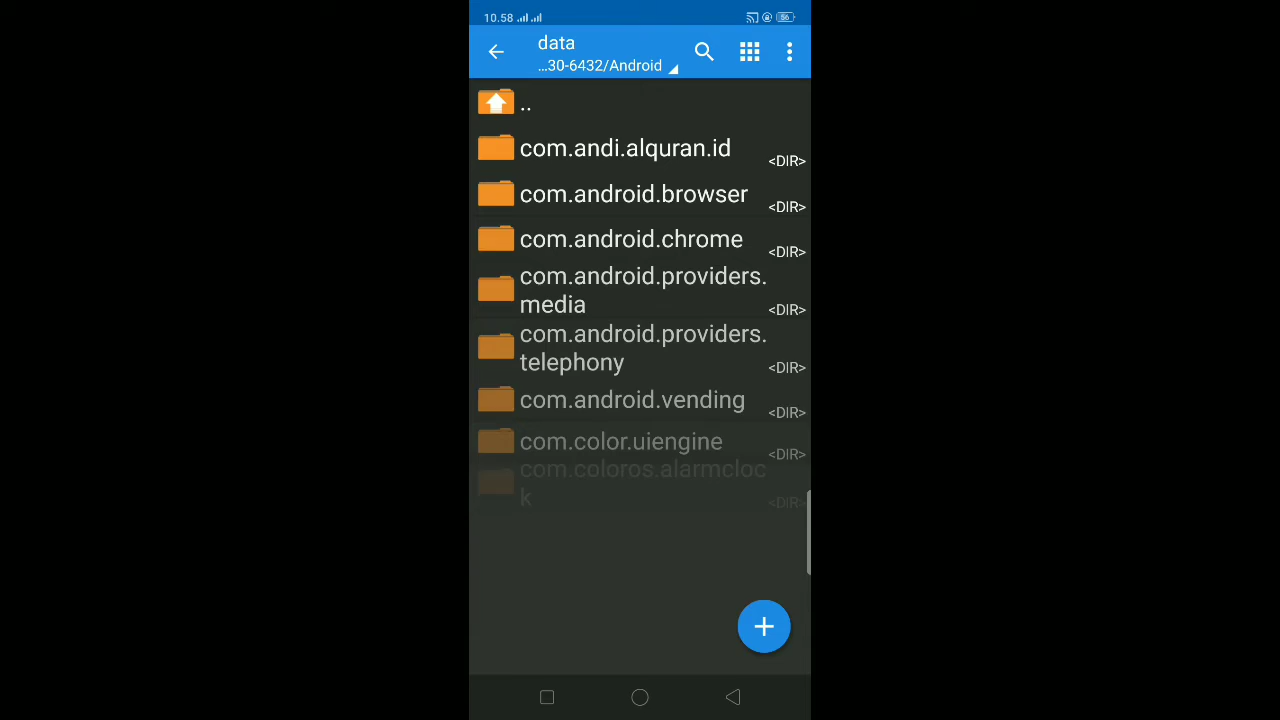 10.58
56
data
...30-6432/Android
..
com.andi.alquran.id
<DIR>
com.android.browser
<DIR>
com.android.chrome
<DIR>
com.android.providers.
media
<DIR>
com.android.providers.
telephony
<DIR>
com.android.vending
<DIR>
com.color.uiengine
<DIR>
com.coloros.alarmcloc
k
<DIR>